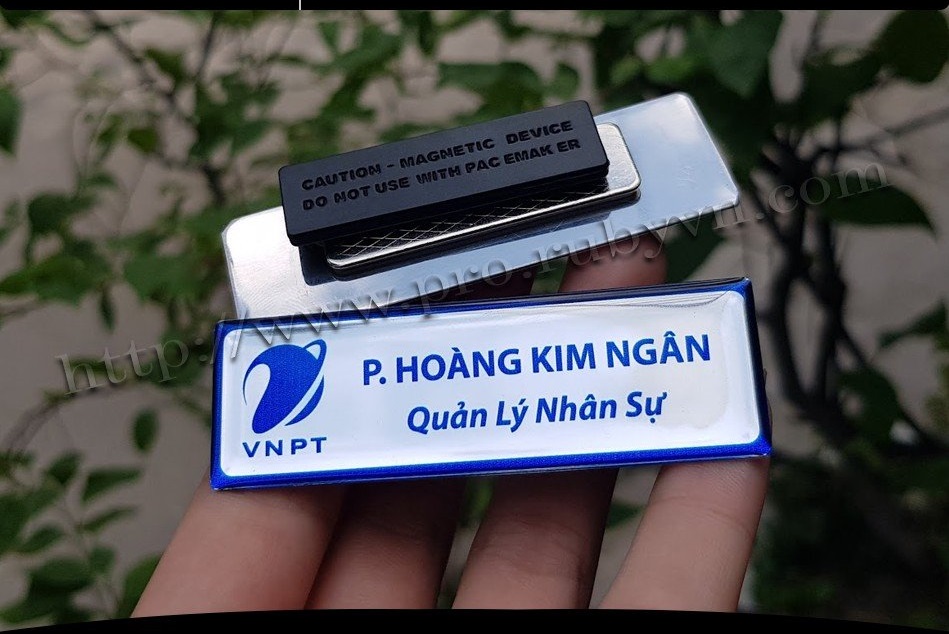 CAUTION - MAGNETIC DEVICE
DO NOT USE WITH PAC EMAK ER
http://www.pro.rubyvn.com
P. HOÀNG KIM NGÂN
Quản Lý Nhân Sự
VNPT